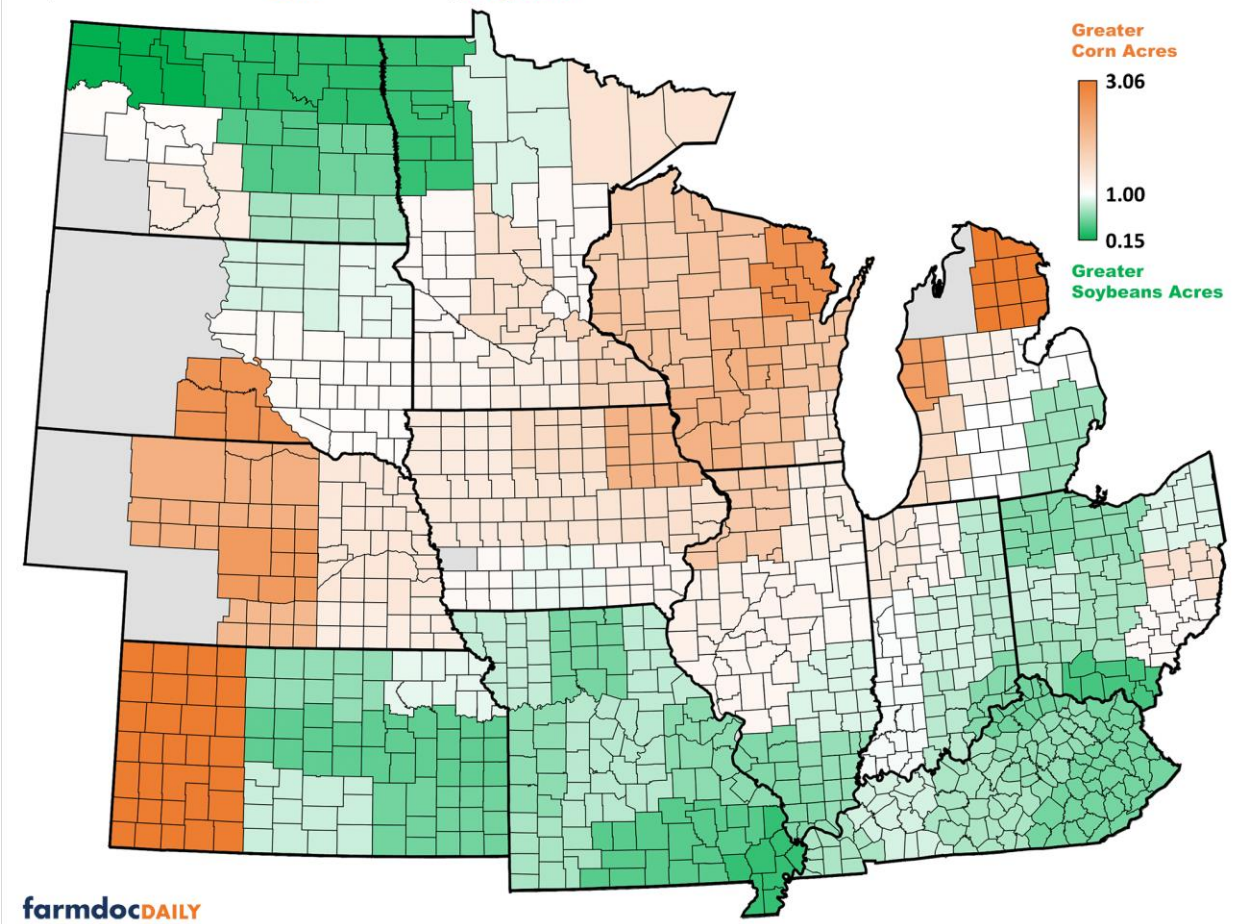 Greater
Corn Acres
3.06
1.00
0.15
Greater
Soybeans Acres
farmdocDAILY